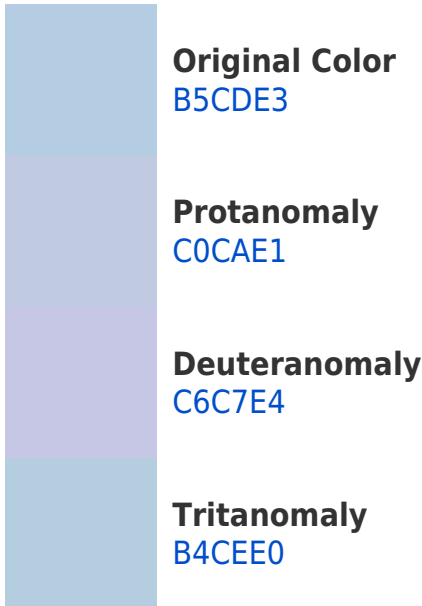 Original Color
B5CDE3
Protanomaly
C0CAE1
Deuteranomaly
C6C7E4
Tritanomaly
B4CEE0